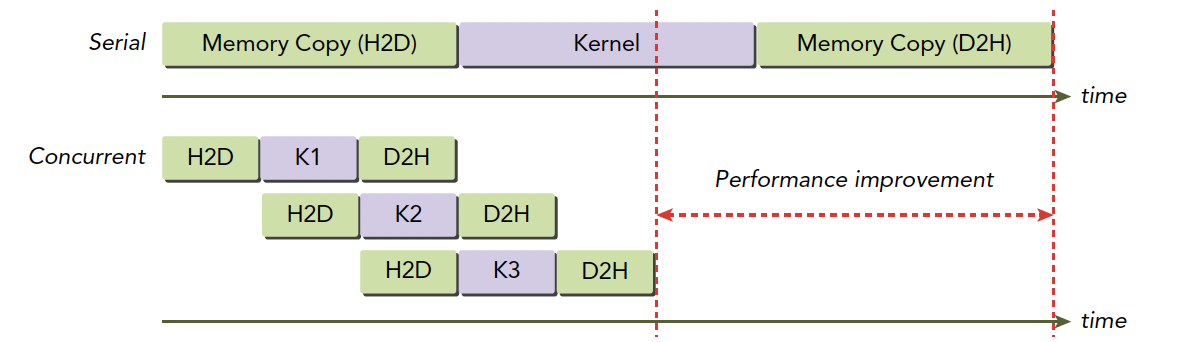 Serial
Memory Copy (H2D)
Kernel
Memory Copy (D2H)
time
Concurrent
H2D
K1
D2H
H2D
K2
D2H
Performance improvement
H2D
K3
D2H
time